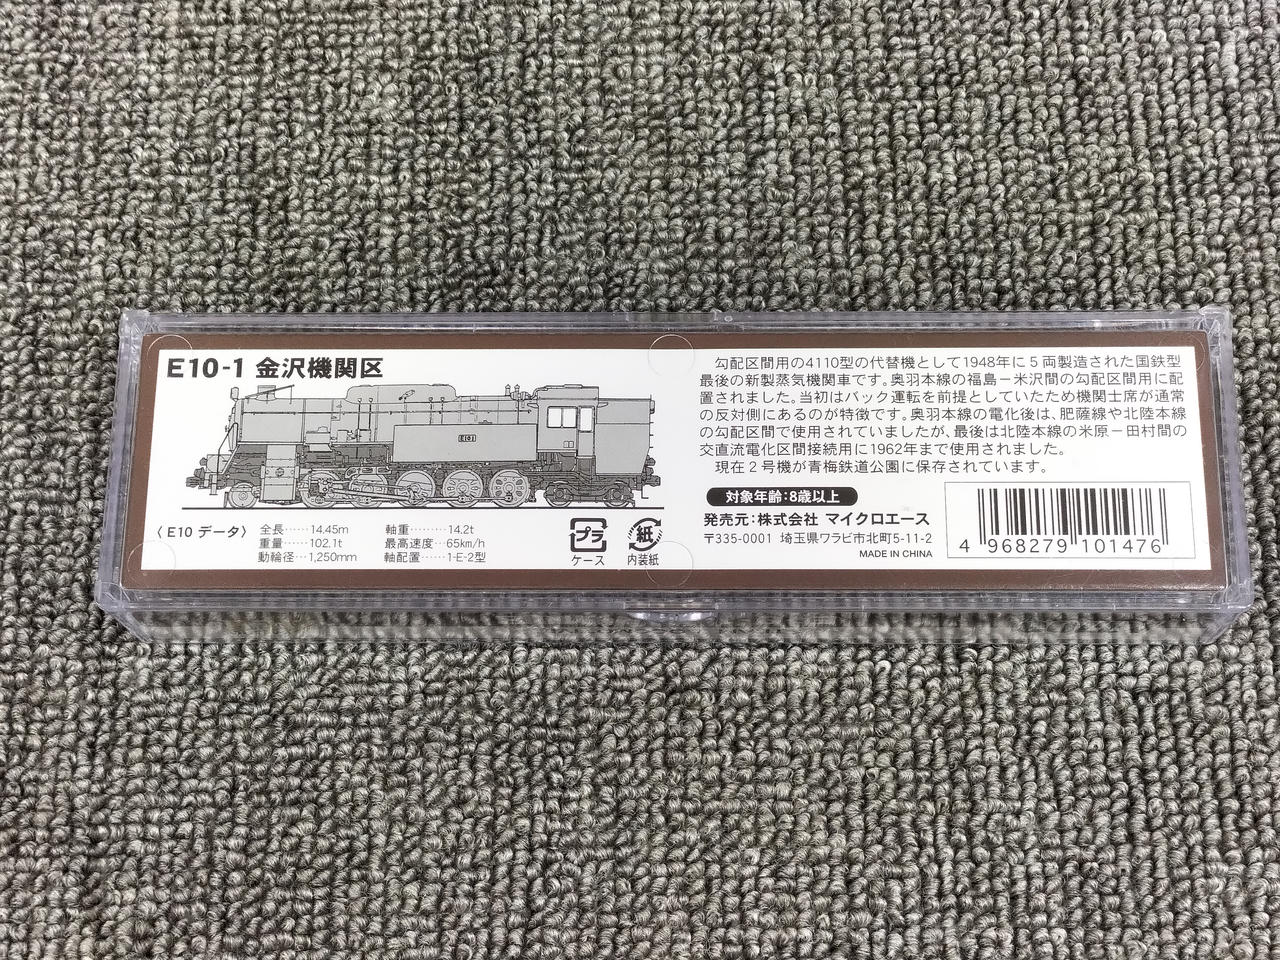 E10-1 金沢機関区
E101
〈E10 データ〉
全長……14.45m
重量……102.1t
動輪径…1,250mm
軸重………14.2t
最高速度…65km/h
軸配置……1-E-2型
プラ
ケース
紙
内装紙
勾配区間用の4110型の代替機として1948年に5両製造された国鉄型
最後の新製蒸気機関車です。奥羽本線の福島－米沢間の勾配区間用に配
置されました。当初はバック運転を前提としていたため機関士席が通常
の反対側にあるのが特徴です。奥羽本線の電化後は、肥薩線や北陸本線
の勾配区間で使用されていましたが、最後は北陸本線の米原－田村間の
交直流電化区間接続用に1962年まで使用されました。
現在2号機が青梅鉄道公園に保存されています。
対象年齢:8歳以上
発売元:株式会社 マイクロエース
〒335-0001 埼玉県ワラビ市北町5-11-2
MADE IN CHINA
4 968279 101476